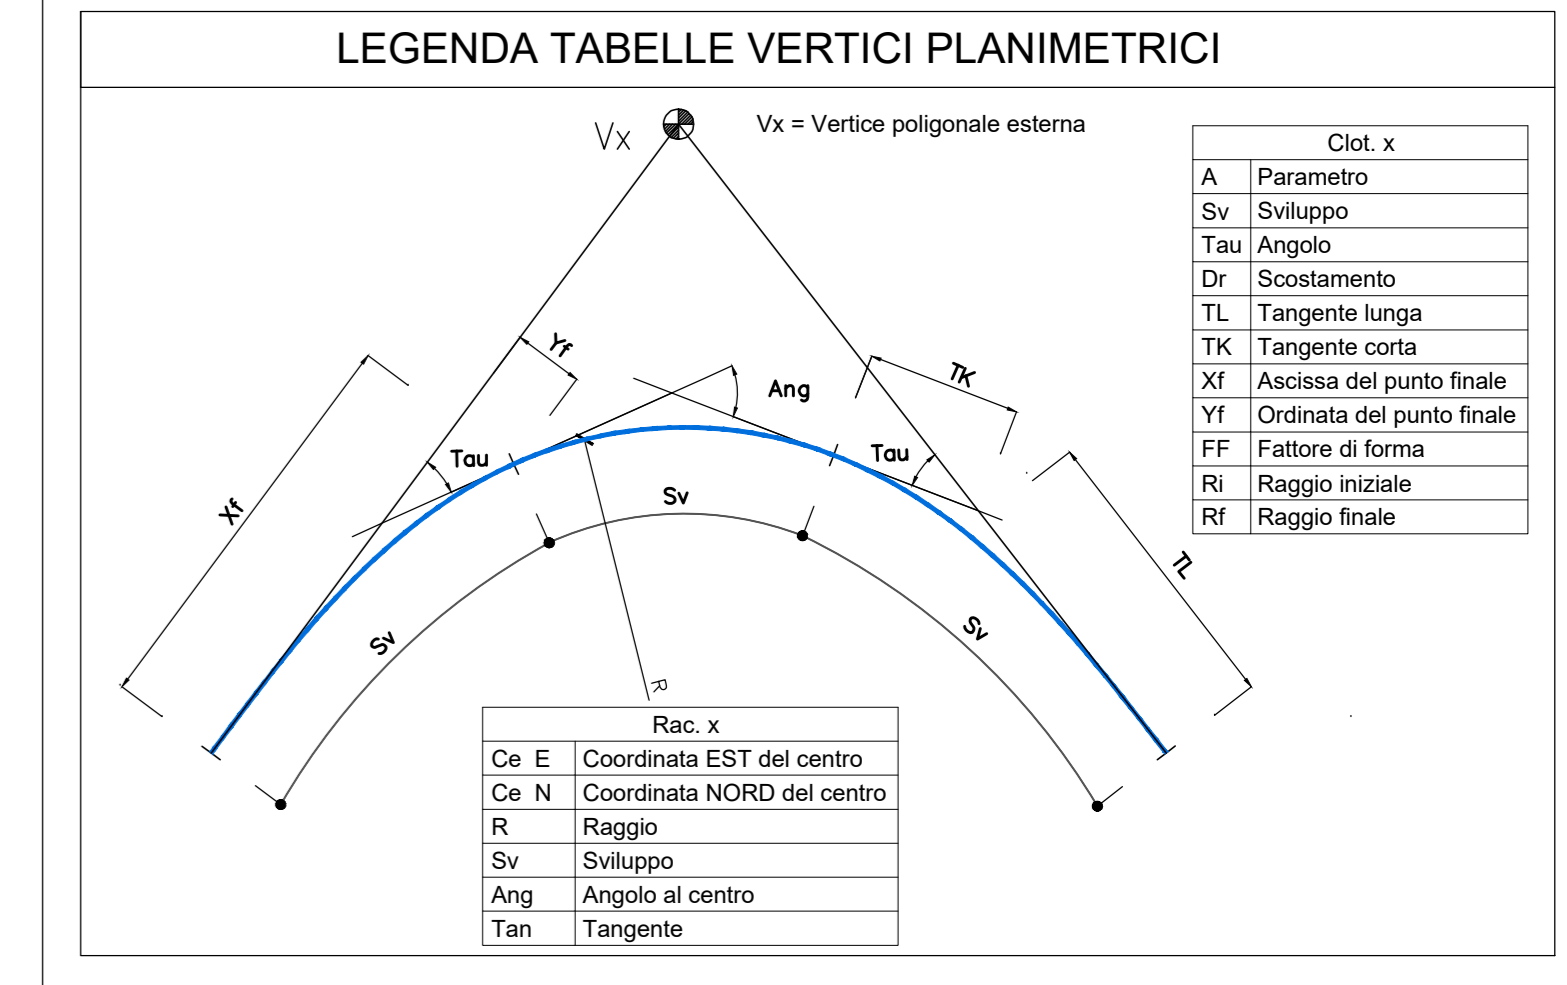 LEGENDA TABELLE VERTICI PLANIMETRICI
Vx
Vx = Vertice poligonale esterna
Clot. x
A Parametro
Sv Sviluppo
Tau Angolo
Dr Scostamento
TL Tangente lunga
TK Tangente corta
Xf Ascissa del punto finale
Yf Ordinata del punto finale
FF Fattore di forma
Ri Raggio iniziale
Rf Raggio finale
Yf
Ang
TK
Tau
Tau
Xf
Sv
TL
Sv
Sv
R
Rac. x
Ce E Coordinata EST del centro
Ce N Coordinata NORD del centro
R Raggio
Sv Sviluppo
Ang Angolo al centro
Tan Tangente